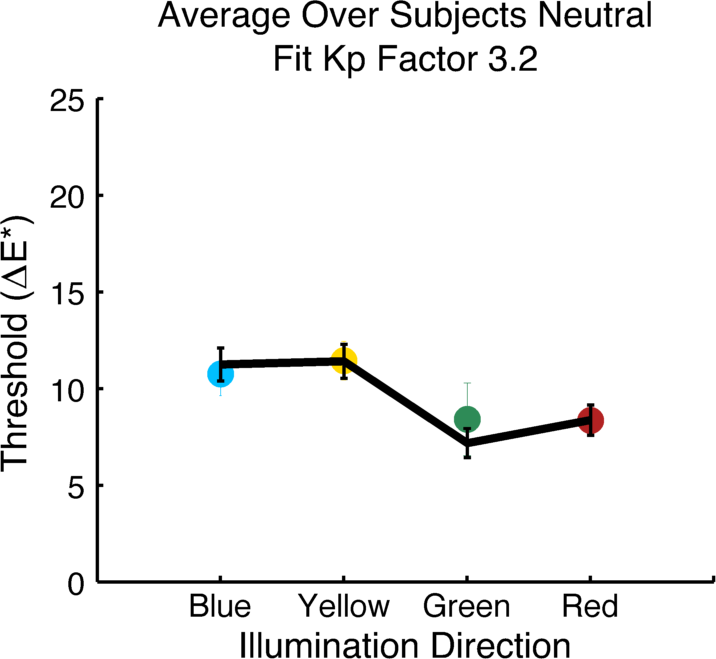 Average Over Subjects Neutral
Fit Kp Factor 3.2
25
20
15
10
5
0
Threshold (ΔE*)
Blue Yellow Green Red
Illumination Direction